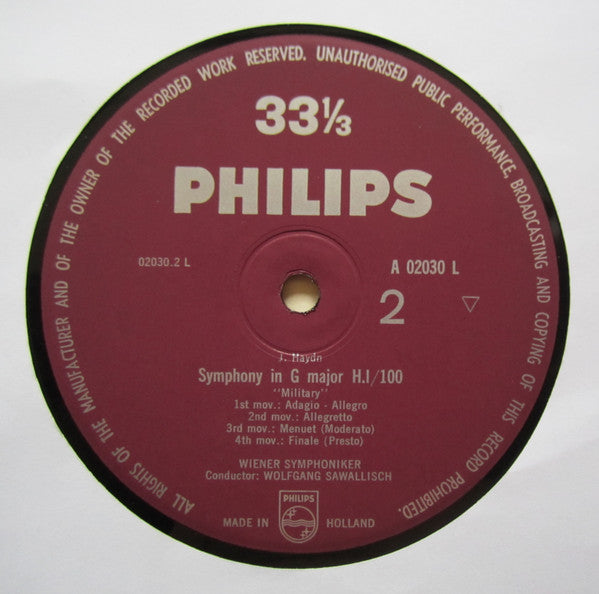 ALL RIGHTS OF THE MANUFACTURER AND OF THE OWNER OF THE RECORDED WORK RESERVED. UNAUTHORISED PUBLIC PERFORMANCE, BROADCASTING AND COPYING OF THIS RECORD PROHIBITED.
33⅓
PHILIPS
02030.2 L
A 02030 L
2
J. Haydn
Symphony in G major H.I/100
"Military"
1st mov.: Adagio - Allegro
2nd mov.: Allegretto
3rd mov.: Menuet (Moderato)
4th mov.: Finale (Presto)
WIENER SYMPHONIKER
Conductor: WOLFGANG SAWALLISCH
PHILIPS
MADE IN HOLLAND